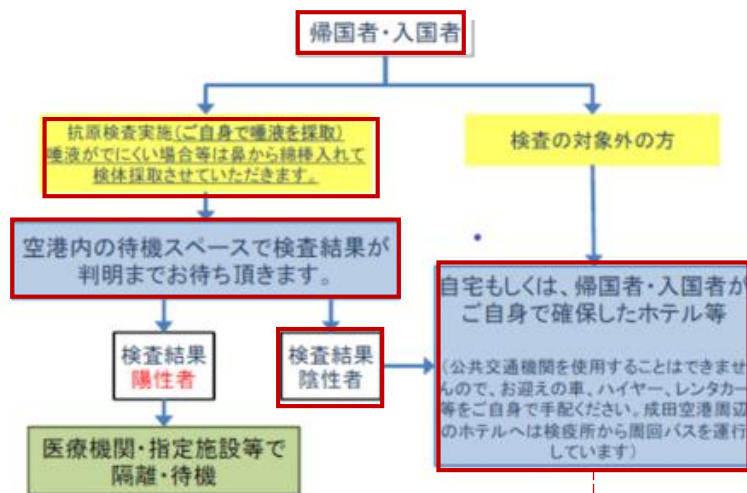 帰国者・入国者
抗原検査実施(ご自身で唾液を採取)
唾液がでにくい場合等は鼻から綿棒入れて
検体採取させていただきます。
検査の対象外の方
空港内の待機スペースで検査結果が
判明までお待ち頂きます。
自宅もしくは、帰国者・入国者が
ご自身で確保したホテル等
(公共交通機関を使用することはできませ
んので、お迎えの車、ハイヤー、レンタカー
等をご自身で手配ください。成田空港周辺
のホテルへは検疫所から周回バスを運行
しています)
検査結果
陽性者
検査結果
陰性者
医療機関・指定施設等で
隔離・待機